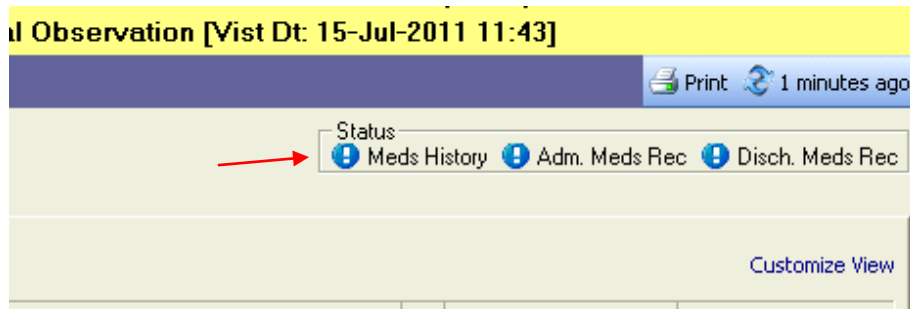 al Observation [Vist Dt: 15-Jul-2011 11:43]
Print 1 minutes ago
Status
Meds History Adm. Meds Rec Disch. Meds Rec
Customize View